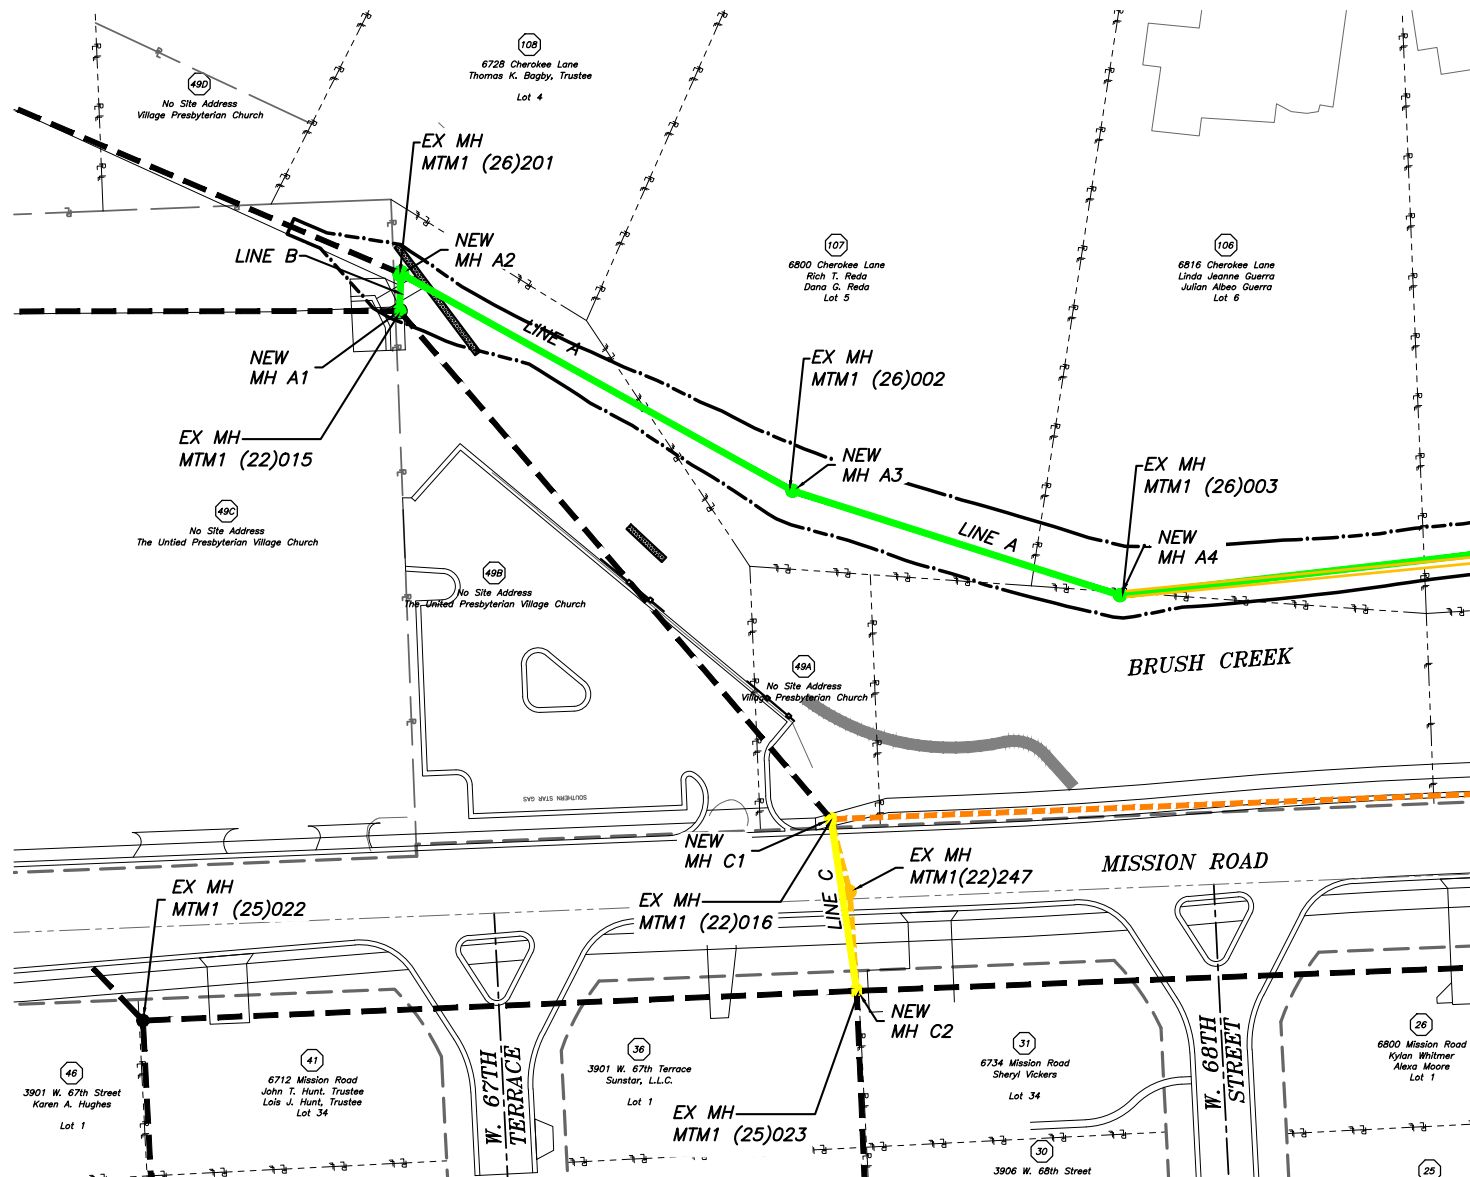 108
6728 Cherokee Lane
Thomas K. Bagby, Trustee
Lot 4
49D
No Site Address
Village Presbyterian Church
EX MH
MTM1 (26)201
NEW
MH A2
LINE B
107
6800 Cherokee Lane
Rich T. Reda
Dana G. Reda
Lot 5
106
6816 Cherokee Lane
Linda Jeanne Guerra
Julian Albeo Guerra
Lot 6
LINE A
NEW
MH A1
EX MH
MTM1 (26)002
EX MH
MTM1 (22)015
NEW
MH A3
EX MH
MTM1 (26)003
LINE A
NEW
MH A4
49C
No Site Address
The Untied Presbyterian Village Church
49B
No Site Address
The United Presbyterian Village Church
BRUSH CREEK
49A
No Site Address
Village Presbyterian Church
SOUTHERN STAR GAS
NEW
MH C1
EX MH
MTM1(22)247
MISSION ROAD
LINE C
EX MH
MTM1 (25)022
EX MH
MTM1 (22)016
NEW
MH C2
46
3901 W. 67th Street
Karen A. Hughes
Lot 1
41
6712 Mission Road
John T. Hunt. Trustee
Lois J. Hunt, Trustee
Lot 34
W. 67TH
TERRACE
36
3901 W. 67th Terrace
Sunstar, L.L.C.
Lot 1
31
6734 Mission Road
Sheryl Vickers
Lot 34
W. 68TH
STREET
26
6800 Mission Road
Kylan Whitmer
Alexa Moore
Lot 1
EX MH
MTM1 (25)023
30
3906 W. 68th Street
25